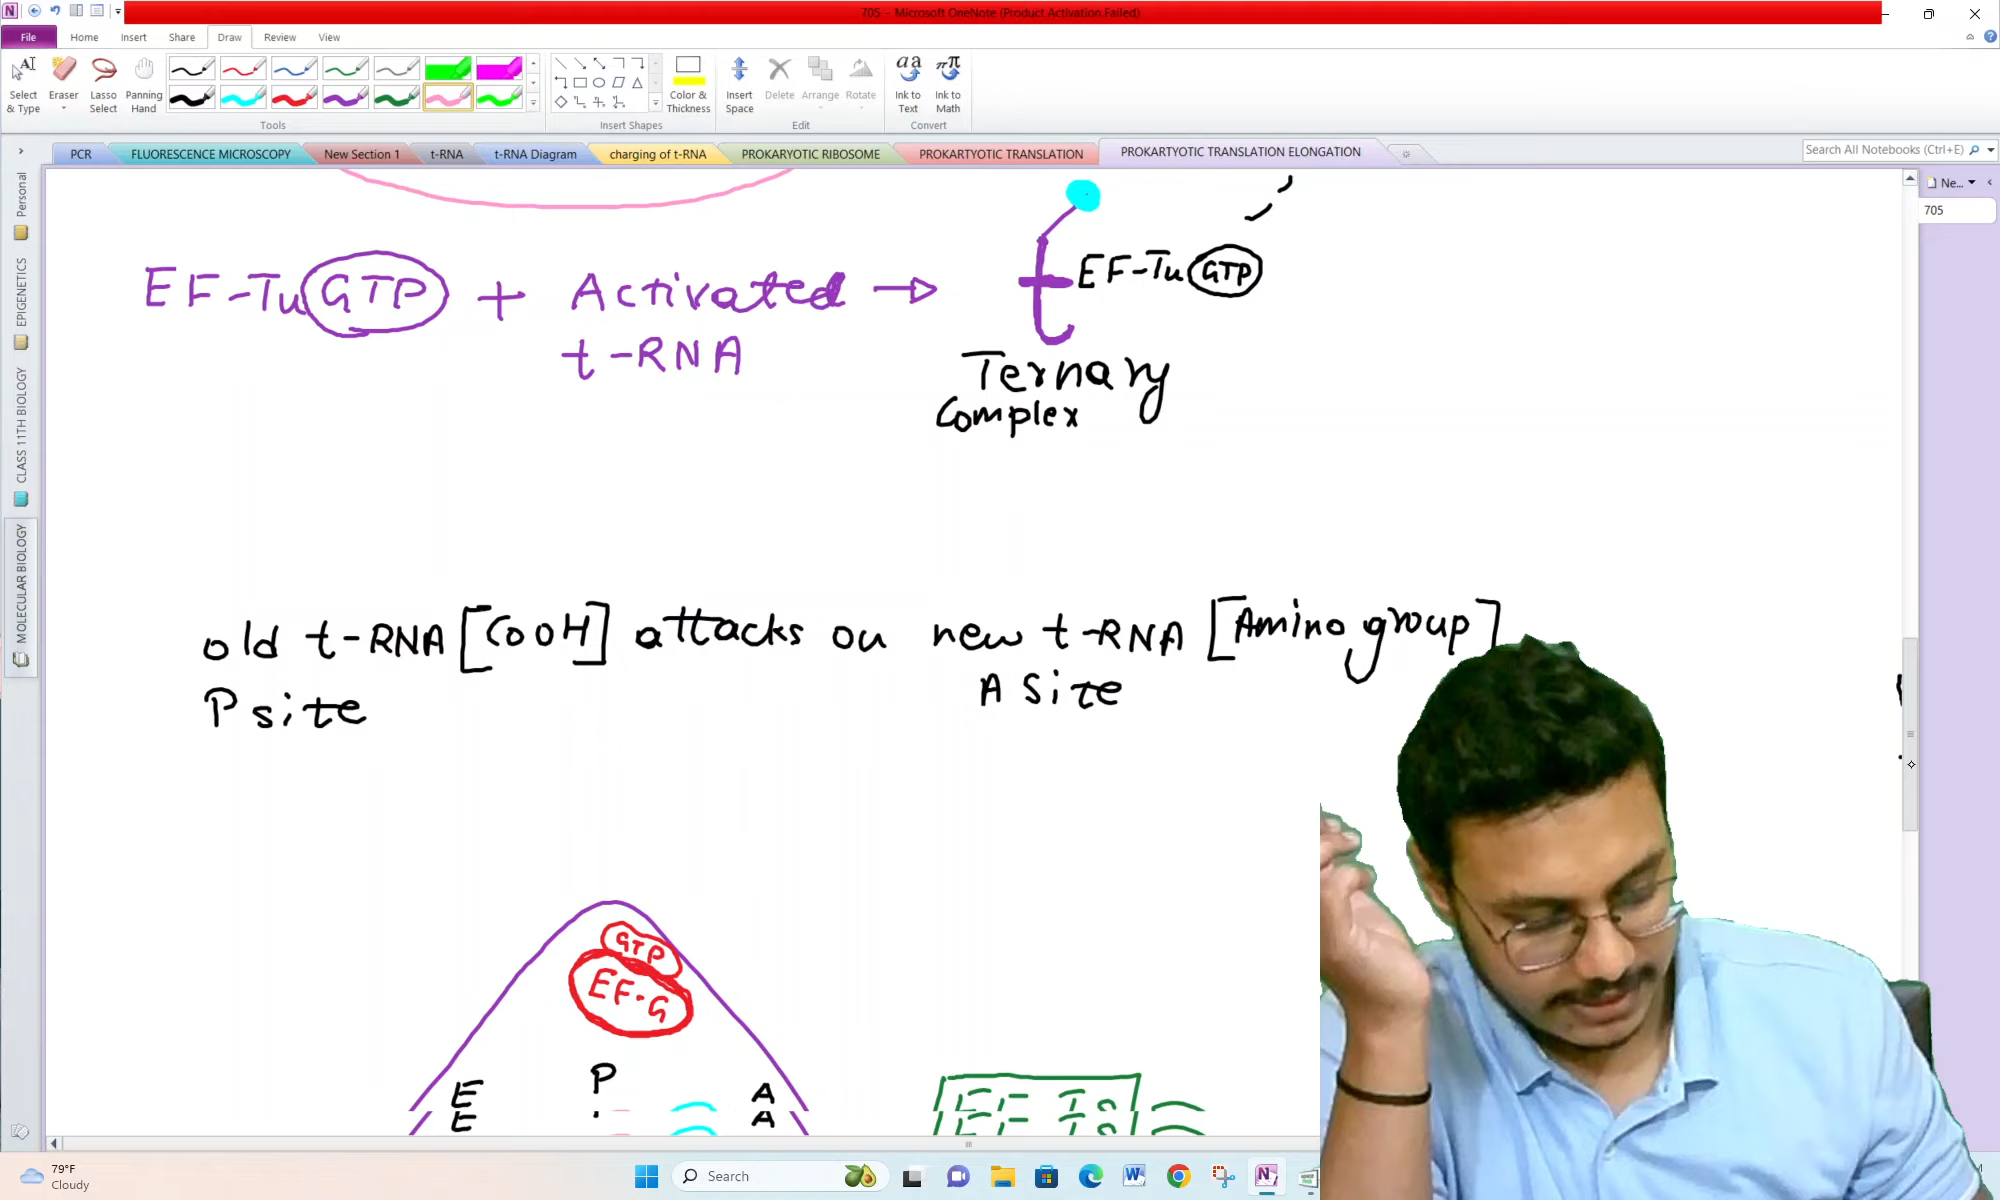 705 - Microsoft OneNote (Product Activation Failed)
File Home Insert Share Draw Review View
Select & Type
Eraser
Lasso Select
Panning Hand
Color & Thickness
Insert Space
Delete
Arrange
Rotate
Ink to Text
Ink to Math
Tools Insert Shapes Edit Convert
PCR FLUORESCENCE MICROSCOPY New Section 1 t-RNA t-RNA Diagram charging of t-RNA PROKARYOTIC RIBOSOME PROKARTYOTIC TRANSLATION PROKARTYOTIC TRANSLATION ELONGATION
Search All Notebooks (Ctrl+E)
Ne...
705
Personal
EPIGENETICS
CLASS 11TH BIOLOGY
MOLECULAR BIOLOGY
EF-Tu GTP + Activated t-RNA
EF-Tu GTP
Ternary
Complex
old t-RNA [COOH] attacks on new t-RNA [Amino group]
P site A site
GTP
EF-G
E P A
E A
EF Ts
79°F
Cloudy
Search